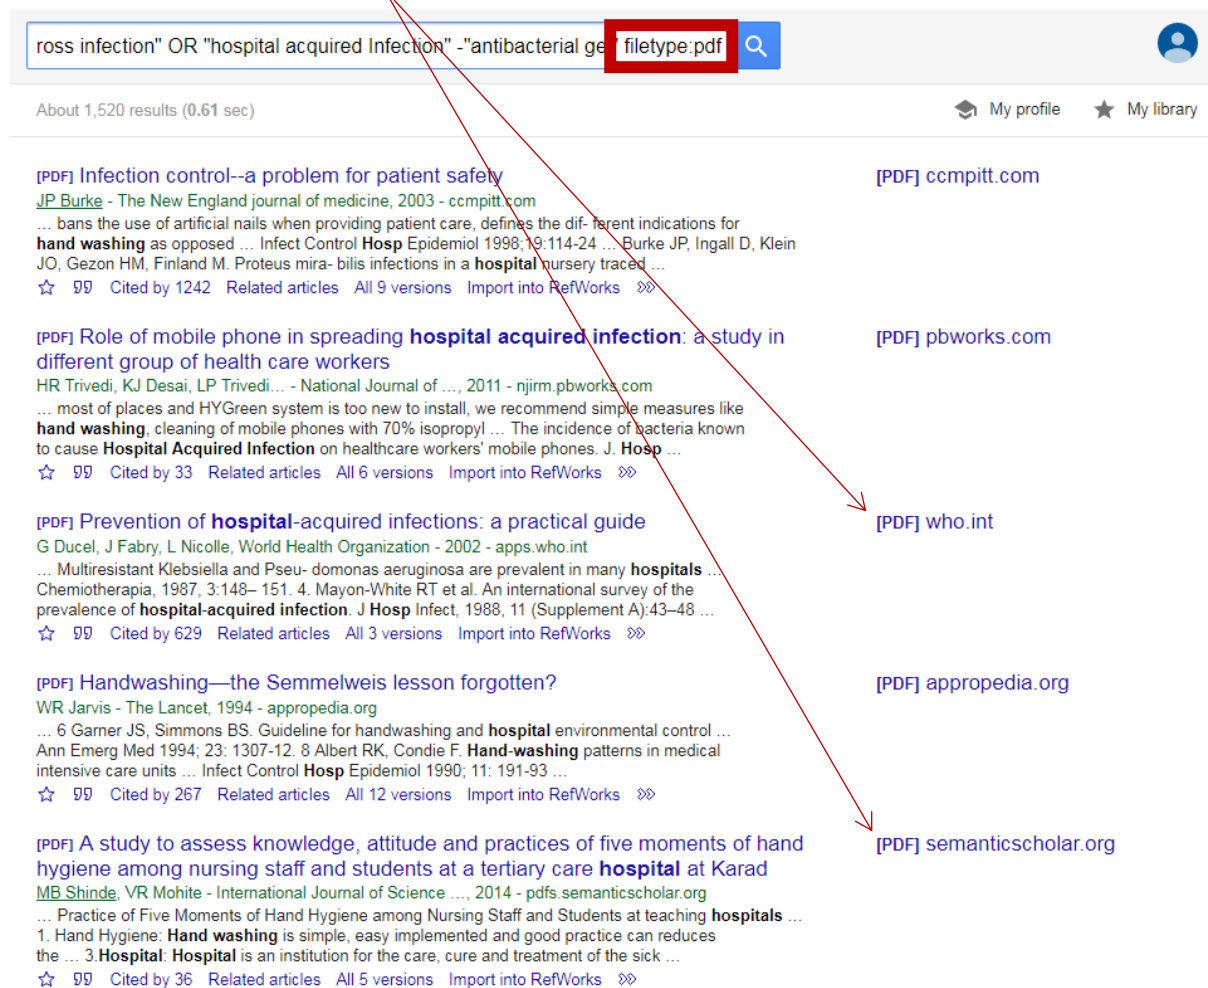 ross infection" OR "hospital acquired Infection" -"antibacterial ge" filetype:pdf
About 1,520 results (0.61 sec)
My profile
My library
[PDF] Infection control--a problem for patient safety
[PDF] ccmpitt.com
JP Burke - The New England journal of medicine, 2003 - ccmpitt.com
... bans the use of artificial nails when providing patient care, defines the dif- ferent indications for
hand washing as opposed ... Infect Control Hosp Epidemiol 1998;19:114-24 ... Burke JP, Ingall D, Klein
JO, Gezon HM, Finland M. Proteus mira- bilis infections in a hospital nursery traced ...
Cited by 1242 Related articles All 9 versions Import into RefWorks
[PDF] Role of mobile phone in spreading hospital acquired infection: a study in
different group of health care workers
[PDF] pbworks.com
HR Trivedi, KJ Desai, LP Trivedi... - National Journal of ..., 2011 - njirm.pbworks.com
... most of places and HYGreen system is too new to install, we recommend simple measures like
hand washing, cleaning of mobile phones with 70% isopropyl ... The incidence of bacteria known
to cause Hospital Acquired Infection on healthcare workers' mobile phones. J. Hosp ...
Cited by 33 Related articles All 6 versions Import into RefWorks
[PDF] Prevention of hospital-acquired infections: a practical guide
[PDF] who.int
G Ducel, J Fabry, L Nicolle, World Health Organization - 2002 - apps.who.int
... Multiresistant Klebsiella and Pseu- domonas aeruginosa are prevalent in many hospitals ...
Chemiotherapia, 1987, 3:148– 151. 4. Mayon-White RT et al. An international survey of the
prevalence of hospital-acquired infection. J Hosp Infect, 1988, 11 (Supplement A):43–48 ...
Cited by 629 Related articles All 3 versions Import into RefWorks
[PDF] Handwashing—the Semmelweis lesson forgotten?
[PDF] appropedia.org
WR Jarvis - The Lancet, 1994 - appropedia.org
... 6 Garner JS, Simmons BS. Guideline for handwashing and hospital environmental control ...
Ann Emerg Med 1994; 23: 1307-12. 8 Albert RK, Condie F. Hand-washing patterns in medical
intensive care units ... Infect Control Hosp Epidemiol 1990; 11: 191-93 ...
Cited by 267 Related articles All 12 versions Import into RefWorks
[PDF] A study to assess knowledge, attitude and practices of five moments of hand
hygiene among nursing staff and students at a tertiary care hospital at Karad
[PDF] semanticscholar.org
MB Shinde, VR Mohite - International Journal of Science ..., 2014 - pdfs.semanticscholar.org
... Practice of Five Moments of Hand Hygiene among Nursing Staff and Students at teaching hospitals ...
1. Hand Hygiene: Hand washing is simple, easy implemented and good practice can reduces
the ... 3.Hospital: Hospital is an institution for the care, cure and treatment of the sick ...
Cited by 36 Related articles All 5 versions Import into RefWorks